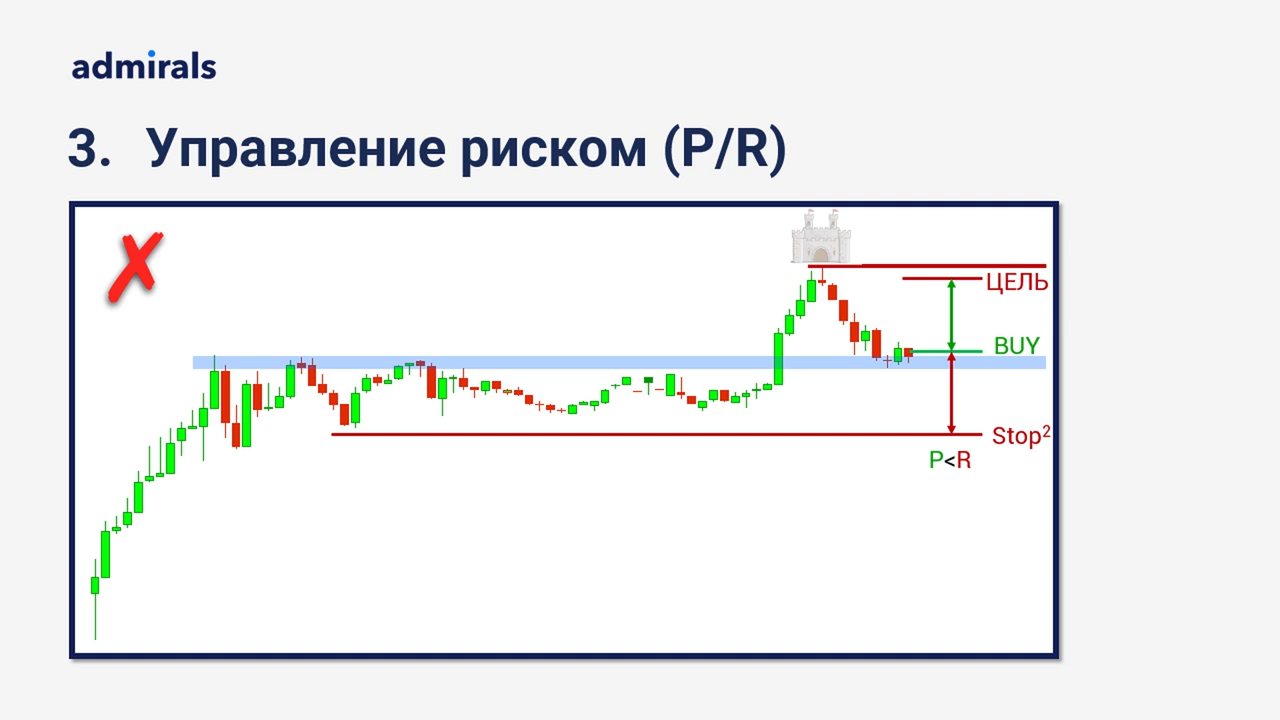 admirals
3. Управление риском (P/R)
ЦЕЛЬ
BUY
Stop²
P<R